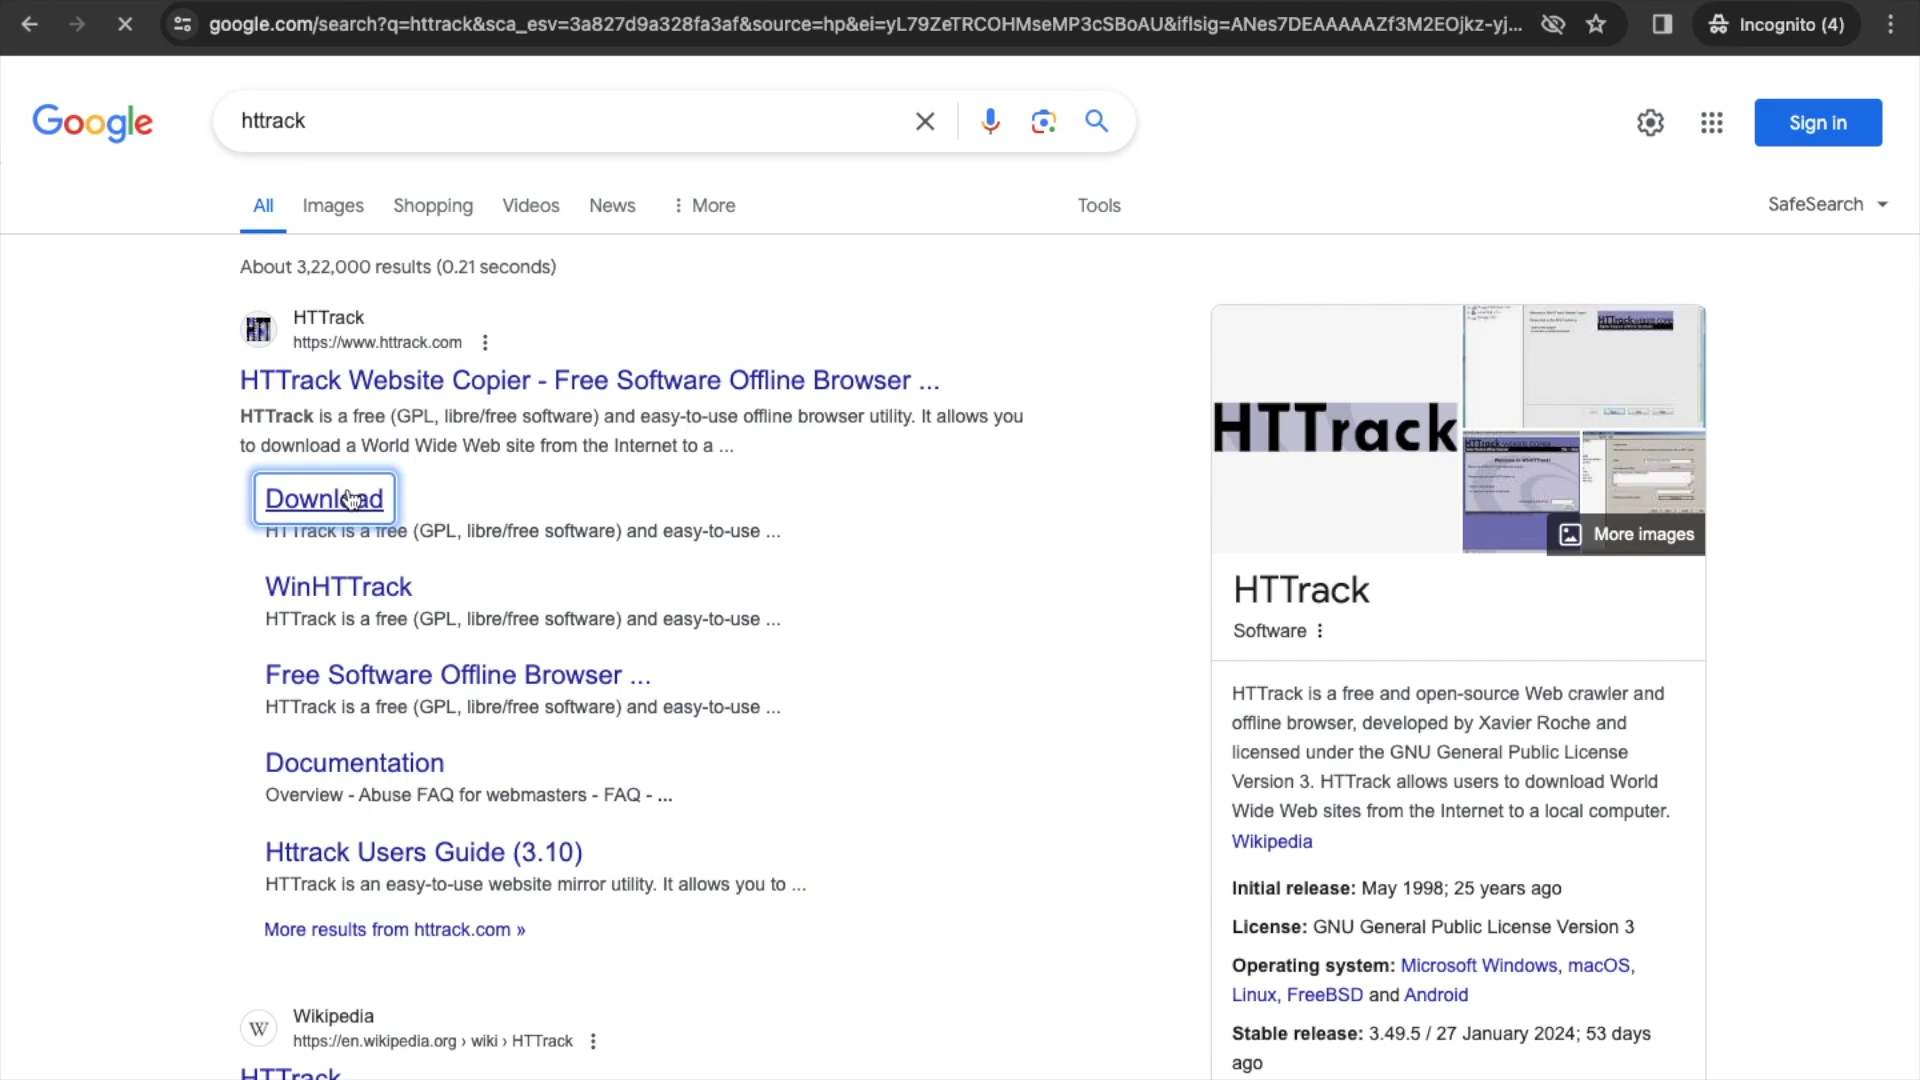 google.com/search?q=httrack&sca_esv=3a827d9a328fa3af&source=hp&ei=yL79ZeTRCOHMseMP3cSBoAU&iflsig=ANes7DEAAAAAZf3M2EOjkz-yj...
Incognito (4)
Google
httrack
Sign in
All
Images
Shopping
Videos
News
More
Tools
SafeSearch
About 3,22,000 results (0.21 seconds)
HTTrack
https://www.httrack.com
HTTrack Website Copier - Free Software Offline Browser ...
HTTrack is a free (GPL, libre/free software) and easy-to-use offline browser utility. It allows you
to download a World Wide Web site from the Internet to a ...
Download
HTTrack is a free (GPL, libre/free software) and easy-to-use ...
WinHTTrack
HTTrack is a free (GPL, libre/free software) and easy-to-use ...
Free Software Offline Browser ...
HTTrack is a free (GPL, libre/free software) and easy-to-use ...
Documentation
Overview - Abuse FAQ for webmasters - FAQ - ...
Httrack Users Guide (3.10)
HTTrack is an easy-to-use website mirror utility. It allows you to ...
More results from httrack.com »
W
Wikipedia
https://en.wikipedia.org › wiki › HTTrack
HTTrack
HTTrack
More images
HTTrack
Software
HTTrack is a free and open-source Web crawler and
offline browser, developed by Xavier Roche and
licensed under the GNU General Public License
Version 3. HTTrack allows users to download World
Wide Web sites from the Internet to a local computer.
Wikipedia
Initial release: May 1998; 25 years ago
License: GNU General Public License Version 3
Operating system: Microsoft Windows, macOS,
Linux, FreeBSD and Android
Stable release: 3.49.5 / 27 January 2024; 53 days
ago